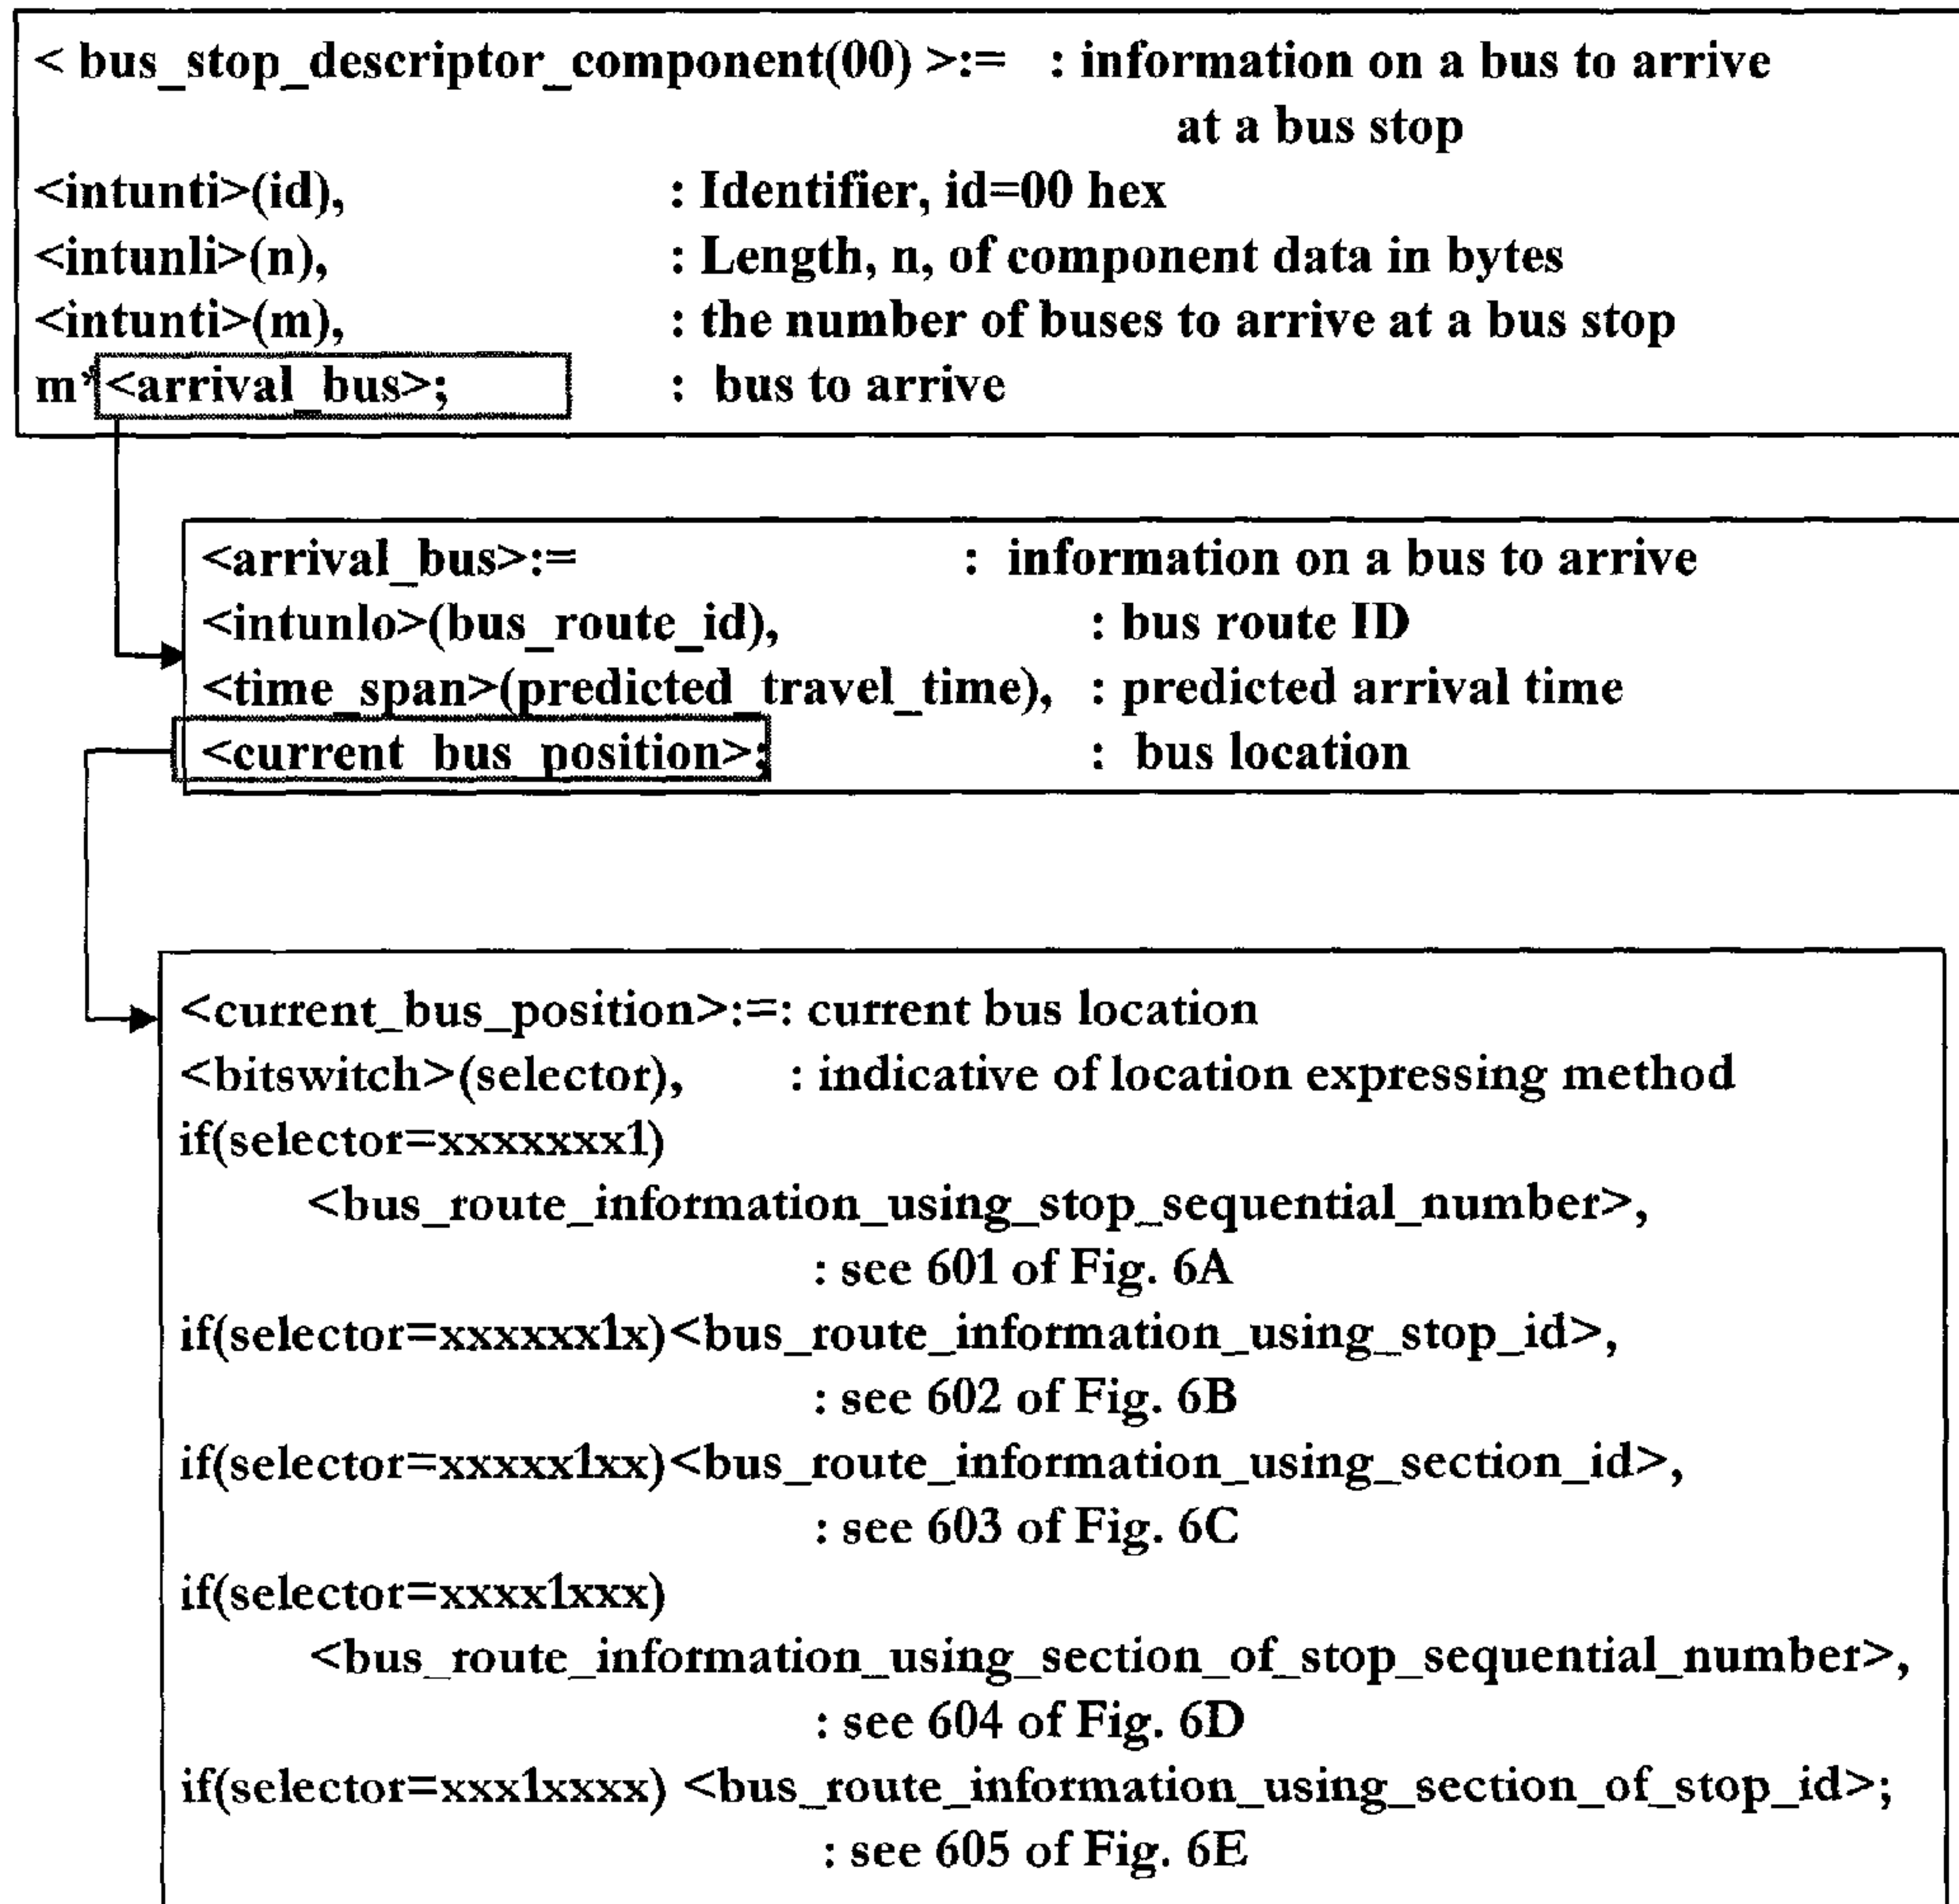 < bus_stop_descriptor_component(00) >:= : information on a bus to arrive
at a bus stop
<intunti>(id), : Identifier, id=00 hex
<intunli>(n), : Length, n, of component data in bytes
<intunti>(m), : the number of buses to arrive at a bus stop
m*<arrival_bus>; : bus to arrive
<arrival_bus>:= : information on a bus to arrive
<intunlo>(bus_route_id), : bus route ID
<time_span>(predicted_travel_time), : predicted arrival time
<current_bus_position>; : bus location
<current_bus_position>:=: current bus location
<bitswitch>(selector), : indicative of location expressing method
if(selector=xxxxxxx1)
<bus_route_information_using_stop_sequential_number>,
: see 601 of Fig. 6A
if(selector=xxxxxx1x)<bus_route_information_using_stop_id>,
: see 602 of Fig. 6B
if(selector=xxxxx1xx)<bus_route_information_using_section_id>,
: see 603 of Fig. 6C
if(selector=xxxx1xxx)
<bus_route_information_using_section_of_stop_sequential_number>,
: see 604 of Fig. 6D
if(selector=xxx1xxxx) <bus_route_information_using_section_of_stop_id>;
: see 605 of Fig. 6E